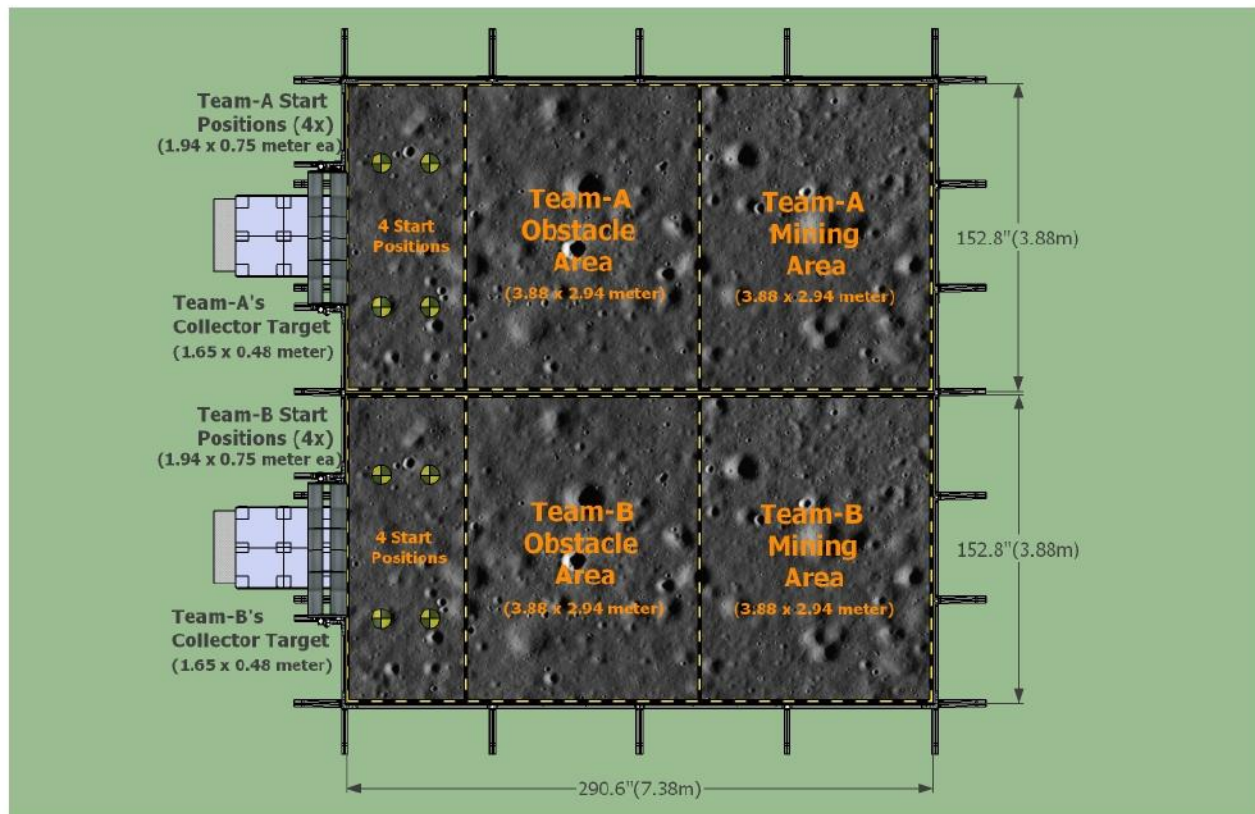 Team-A Start
Positions (4x)
(1.94 x 0.75 meter ea)
4 Start
Positions
Team-A
Obstacle
Area
(3.88 x 2.94 meter)
Team-A
Mining
Area
(3.88 x 2.94 meter)
152.8"(3.88m)
Team-A's
Collector Target
(1.65 x 0.48 meter)
Team-B Start
Positions (4x)
(1.94 x 0.75 meter ea)
4 Start
Positions
Team-B
Obstacle
Area
(3.88 x 2.94 meter)
Team-B
Mining
Area
(3.88 x 2.94 meter)
152.8"(3.88m)
Team-B's
Collector Target
(1.65 x 0.48 meter)
290.6"(7.38m)